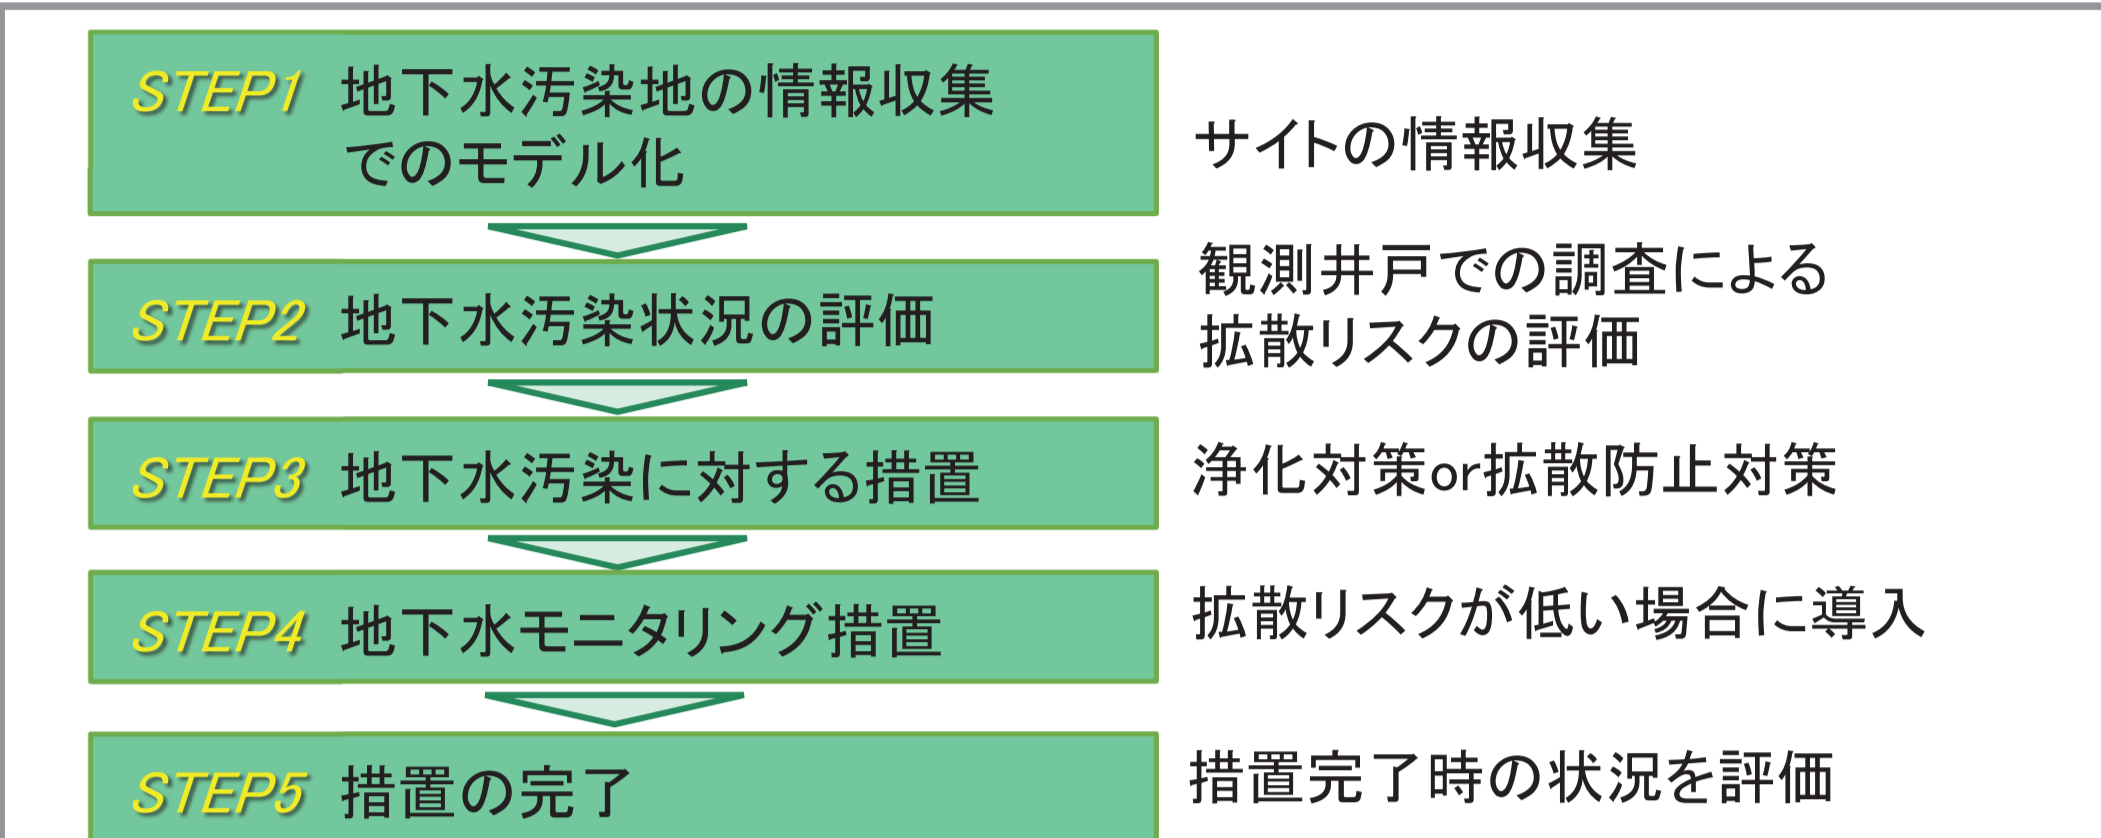 STEP1 地下水汚染地の情報収集
でのモデル化
サイトの情報収集
STEP2 地下水汚染状況の評価
観測井戸での調査による
拡散リスクの評価
STEP3 地下水汚染に対する措置
浄化対策or拡散防止対策
STEP4 地下水モニタリング措置
拡散リスクが低い場合に導入
STEP5 措置の完了
措置完了時の状況を評価